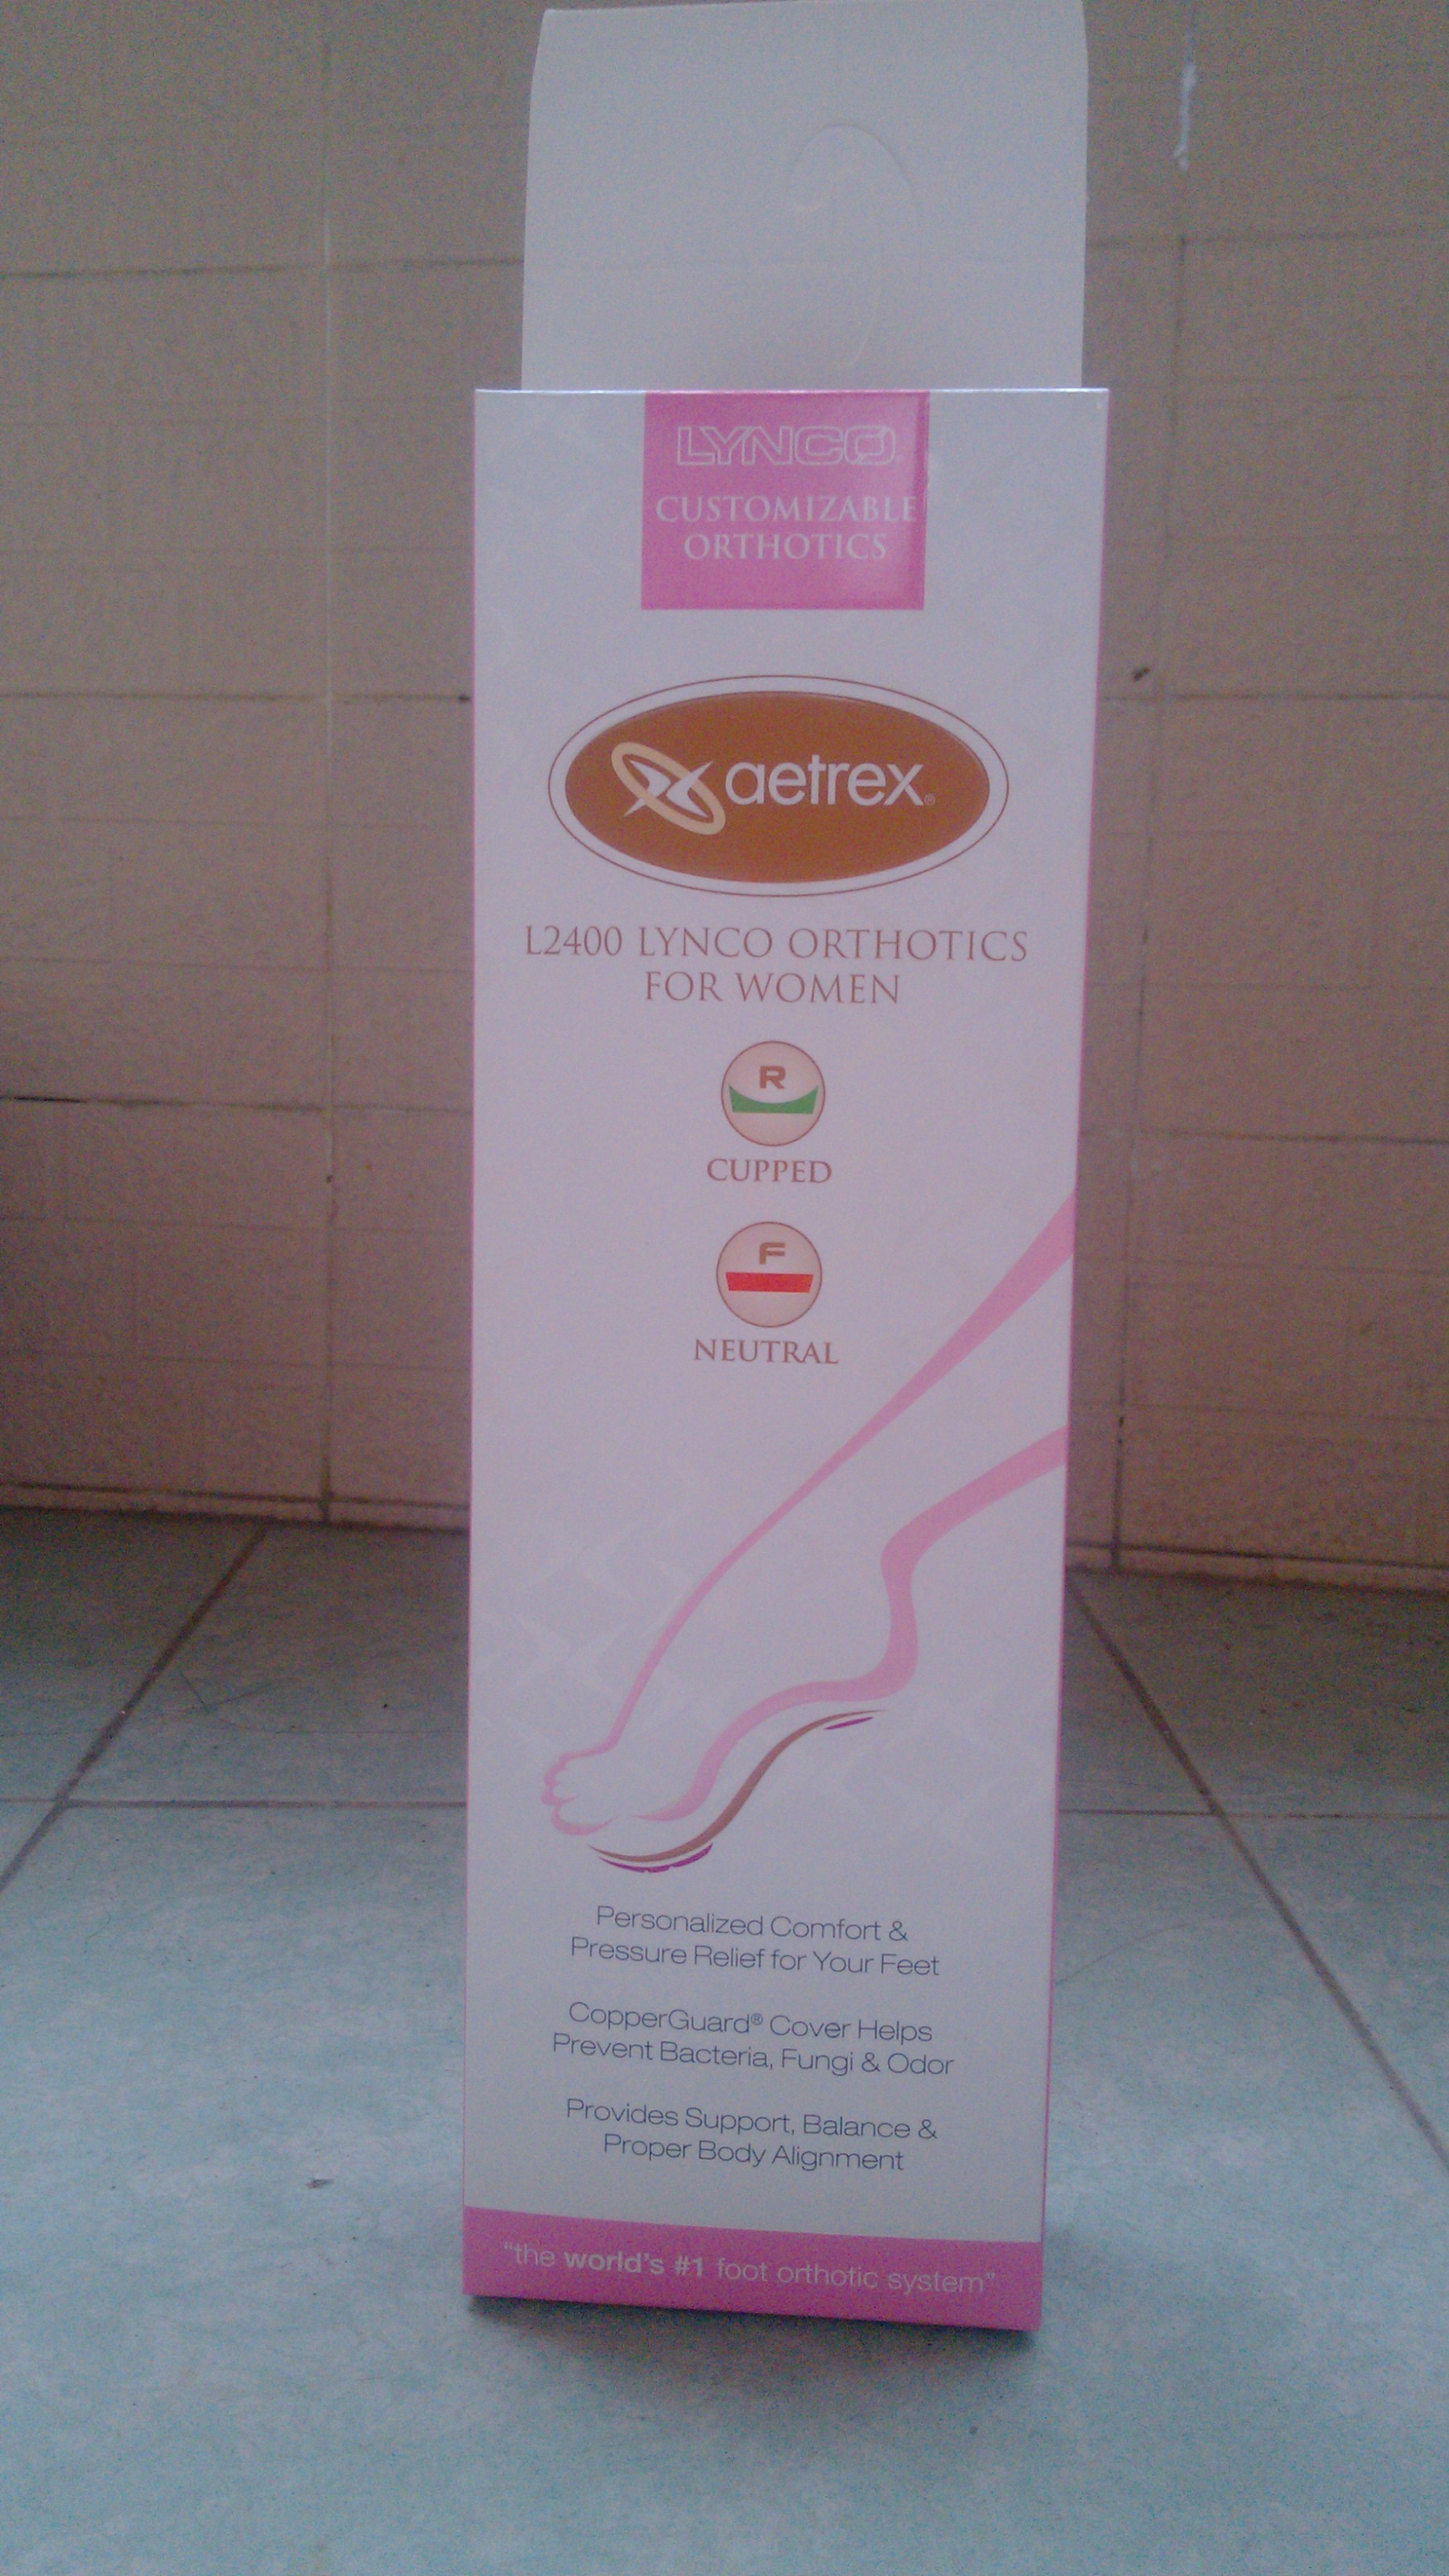 LYNCO
CUSTOMIZABLE
ORTHOTICS
aetrex®
L2400 LYNCO ORTHOTICS
FOR WOMEN
R
CUPPED
F
NEUTRAL
Personalized Comfort &
Pressure Relief for Your Feet
CopperGuard® Cover Helps
Prevent Bacteria, Fungi & Odor
Provides Support, Balance &
Proper Body Alignment
"the world's #1 foot orthotic system"